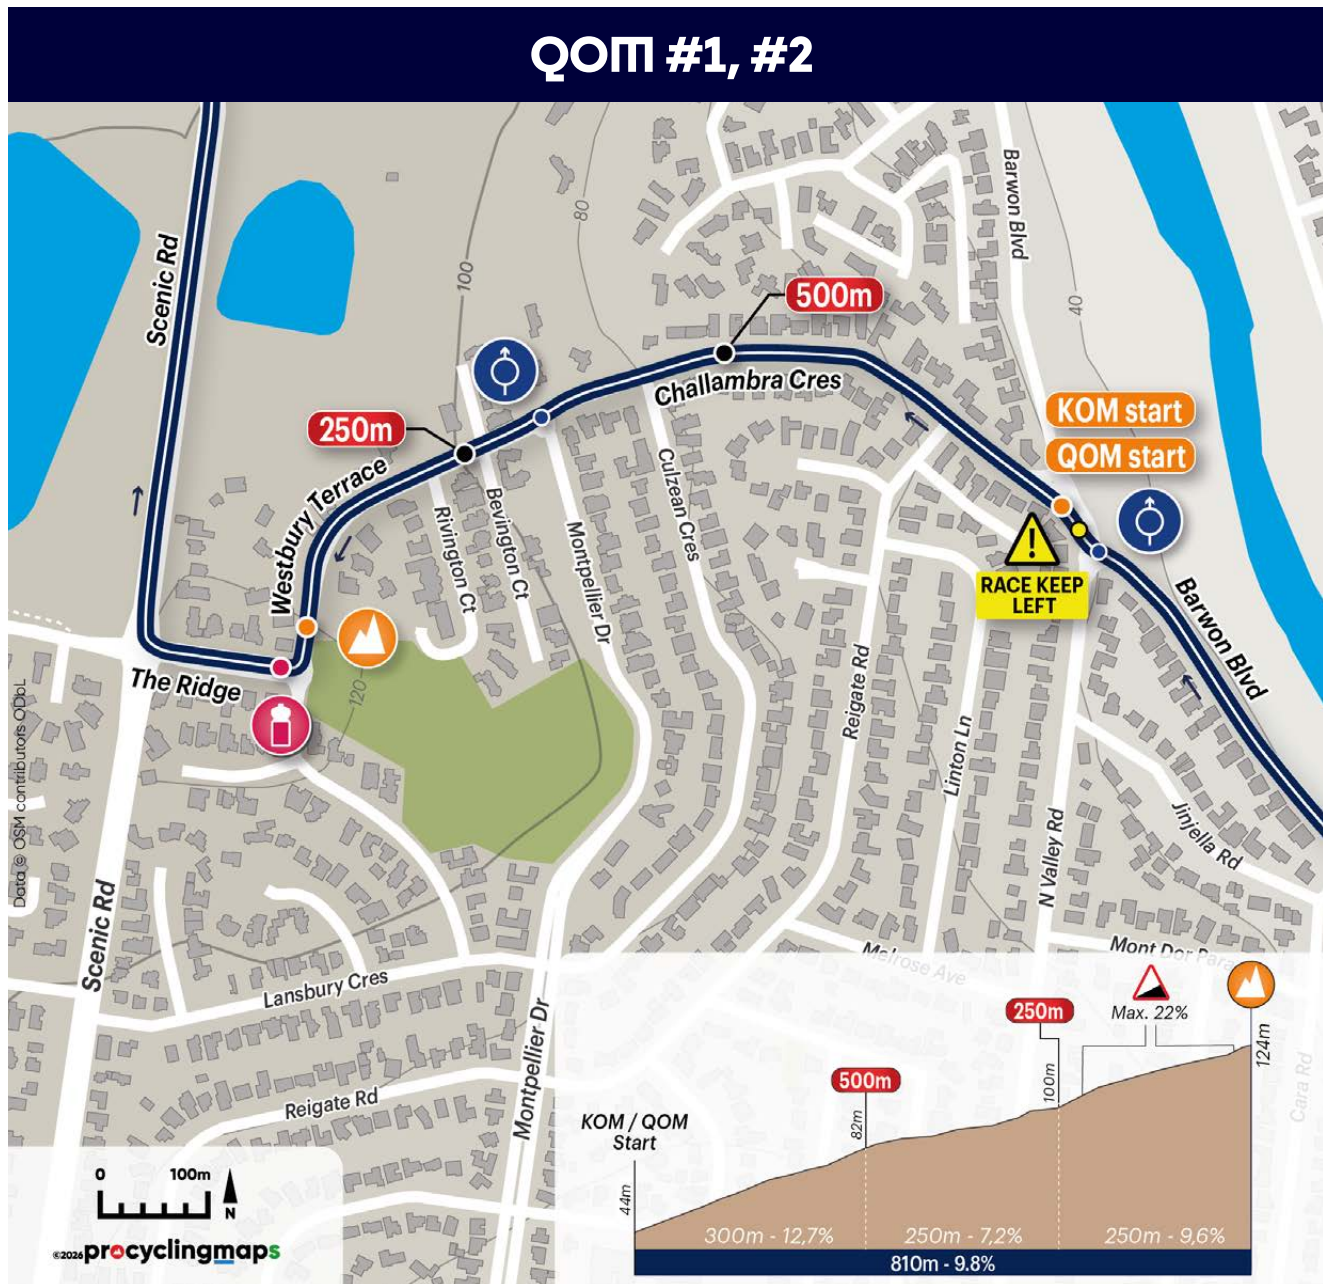 QOM #1, #2
Barwon Blvd
Scenic Rd
80
100
500m
40
Challambra Cres
KOM start
QOM start
250m
Westbury Terrace
Culzean Cres
Bevington Ct
Rivington Ct
Montpellier Dr
!
RACE KEEP
LEFT
Barwon Blvd
The Ridge
120
Reigate Rd
Linton Ln
N Valley Rd
Jinjella Rd
Data © OSM contributors ODbL
Scenic Rd
Lansbury Cres
Melrose Ave
Mont Dor Para
Montpellier Dr
Reigate Rd
Cara Rd
250m
Max. 22%
124m
500m
100m
82m
KOM / QOM
Start
44m
300m - 12,7%
250m - 7,2%
250m - 9,6%
810m - 9.8%
0 100m
N
©2026 procyclingmaps